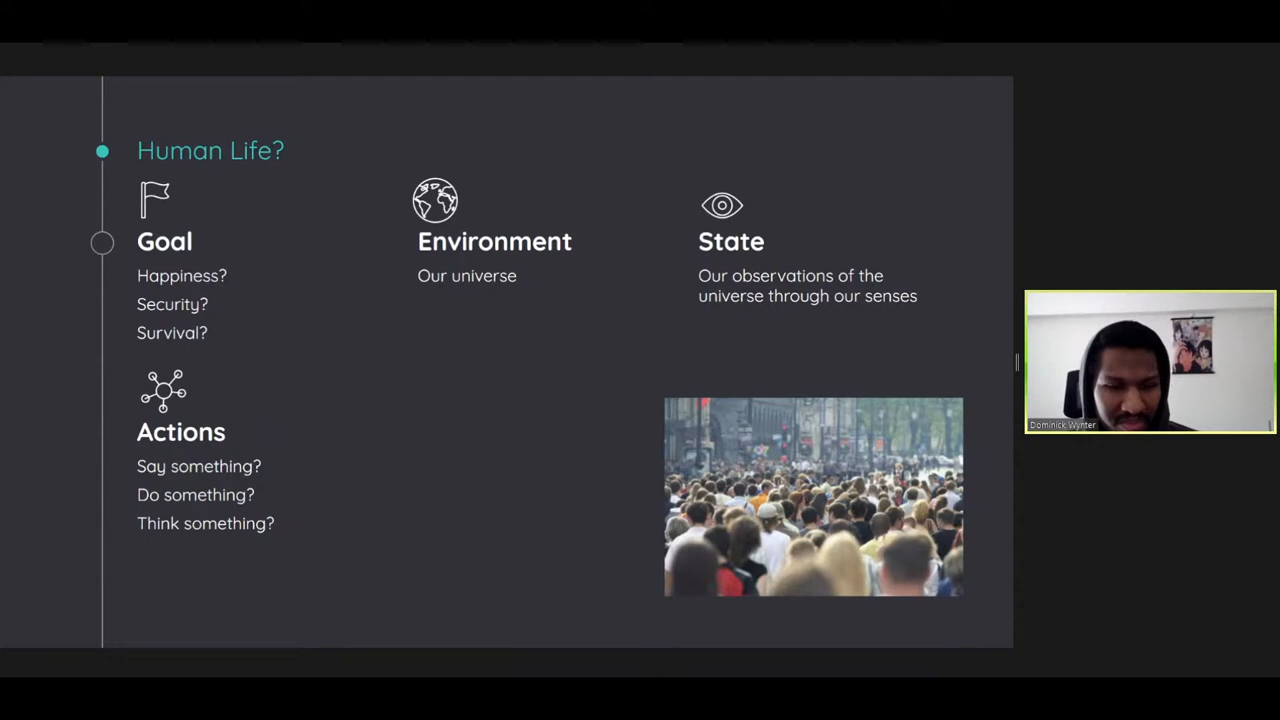 Human Life?
Goal
Happiness?
Security?
Survival?
Environment
Our universe
State
Our observations of the
universe through our senses
Actions
Say something?
Do something?
Think something?
Dominick Wynter